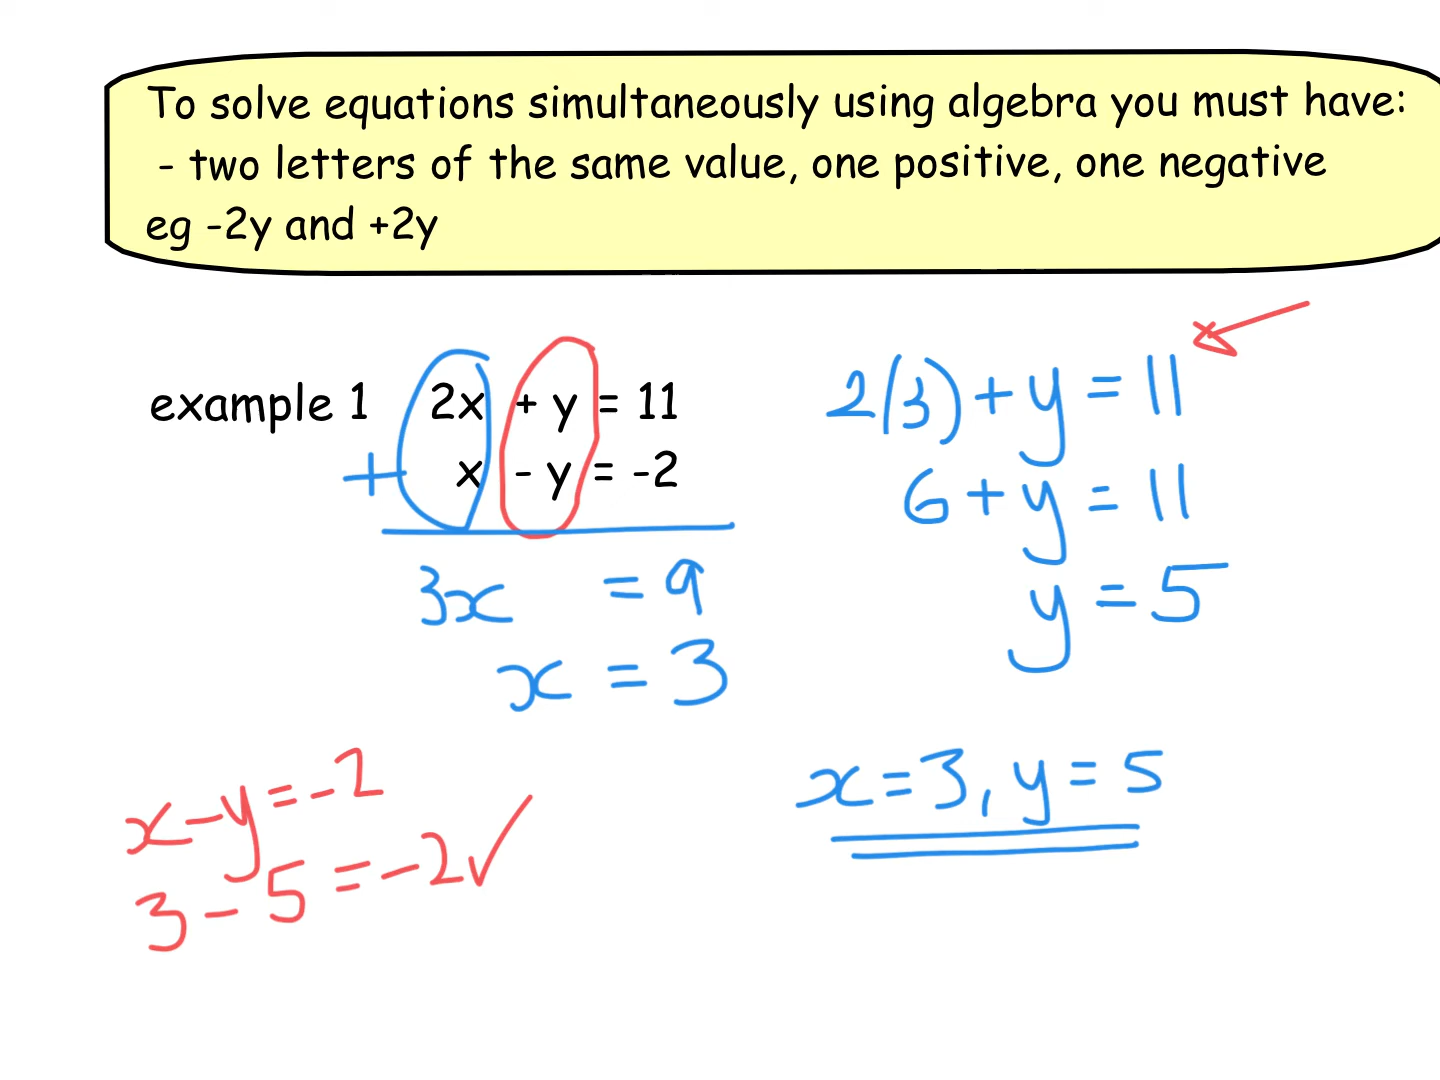 To solve equations simultaneously using algebra you must have:
- two letters of the same value, one positive, one negative
eg -2y and +2y
example 1 2x + y = 11
+ x - y = -2
3x = 9
x = 3
2(3) + y = 11
6 + y = 11
y = 5
x = 3, y = 5
x - y = -2
3 - 5 = -2 ✓